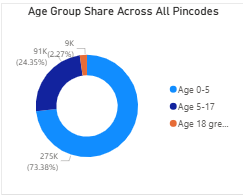 Age Group Share Across All Pincodes
9K
(2.27%)
91K
(24.35%)
Age 0-5
Age 5-17
Age 18 gre...
275K
(73.38%)